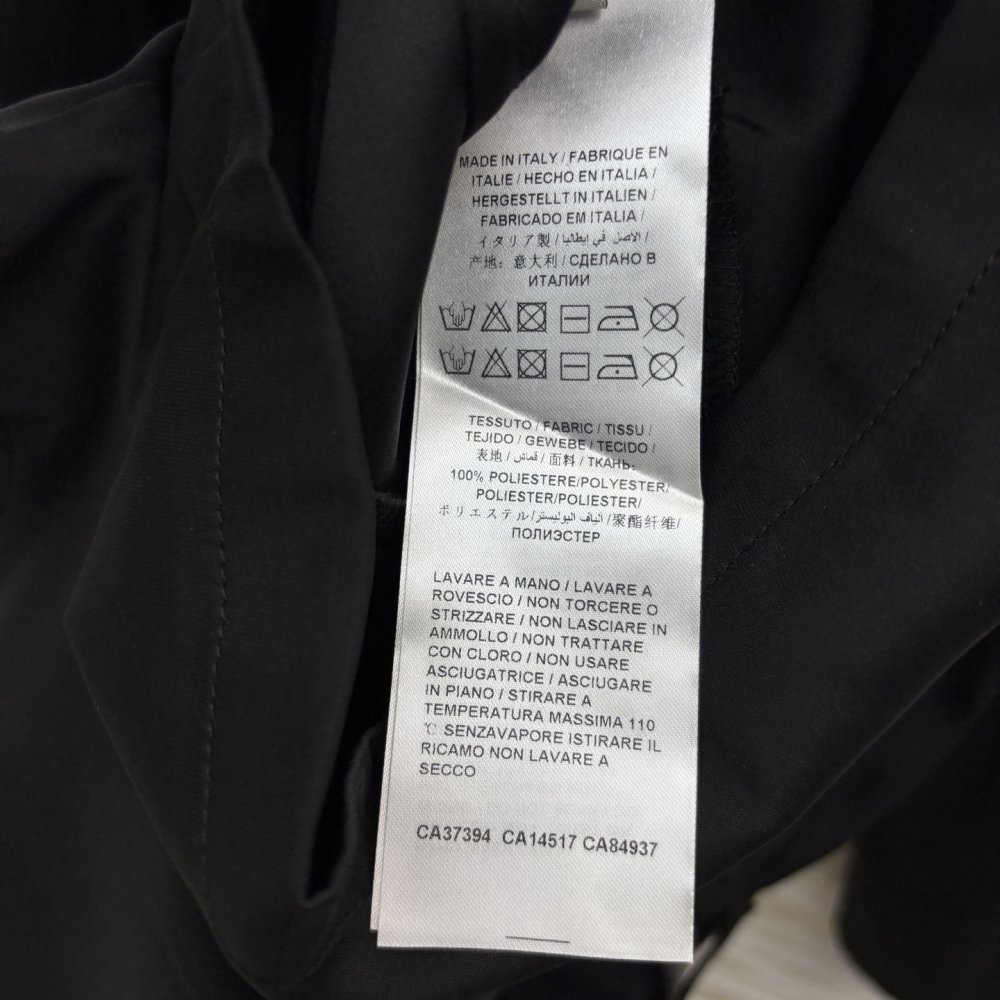 MADE IN ITALY / FABRIQUE EN
ITALIE / HECHO EN ITALIA /
HERGESTELLT IN ITALIEN /
FABRICADO EM ITALIA /
イタリア製 / الاصل في إيطاليا /
产地：意大利 / СДЕЛАНО В
ИТАЛИИ
TESSUTO / FABRIC / TISSU /
TEJIDO / GEWEBE / TECIDO /
表地 / قماش / 面料 / ТКАНЬ:
100% POLIESTERE/POLYESTER/
POLIESTER/POLIESTER/
ポリエステル/ألياف البوليستر/聚酯纤维/
ПОЛИЭСТЕР
LAVARE A MANO / LAVARE A
ROVESCIO / NON TORCERE O
STRIZZARE / NON LASCIARE IN
AMMOLLO / NON TRATTARE
CON CLORO / NON USARE
ASCIUGATRICE / ASCIUGARE
IN PIANO / STIRARE A
TEMPERATURA MASSIMA 110
℃ SENZAVAPORE ISTIRARE IL
RICAMO NON LAVARE A
SECCO
CA37394 CA14517 CA84937